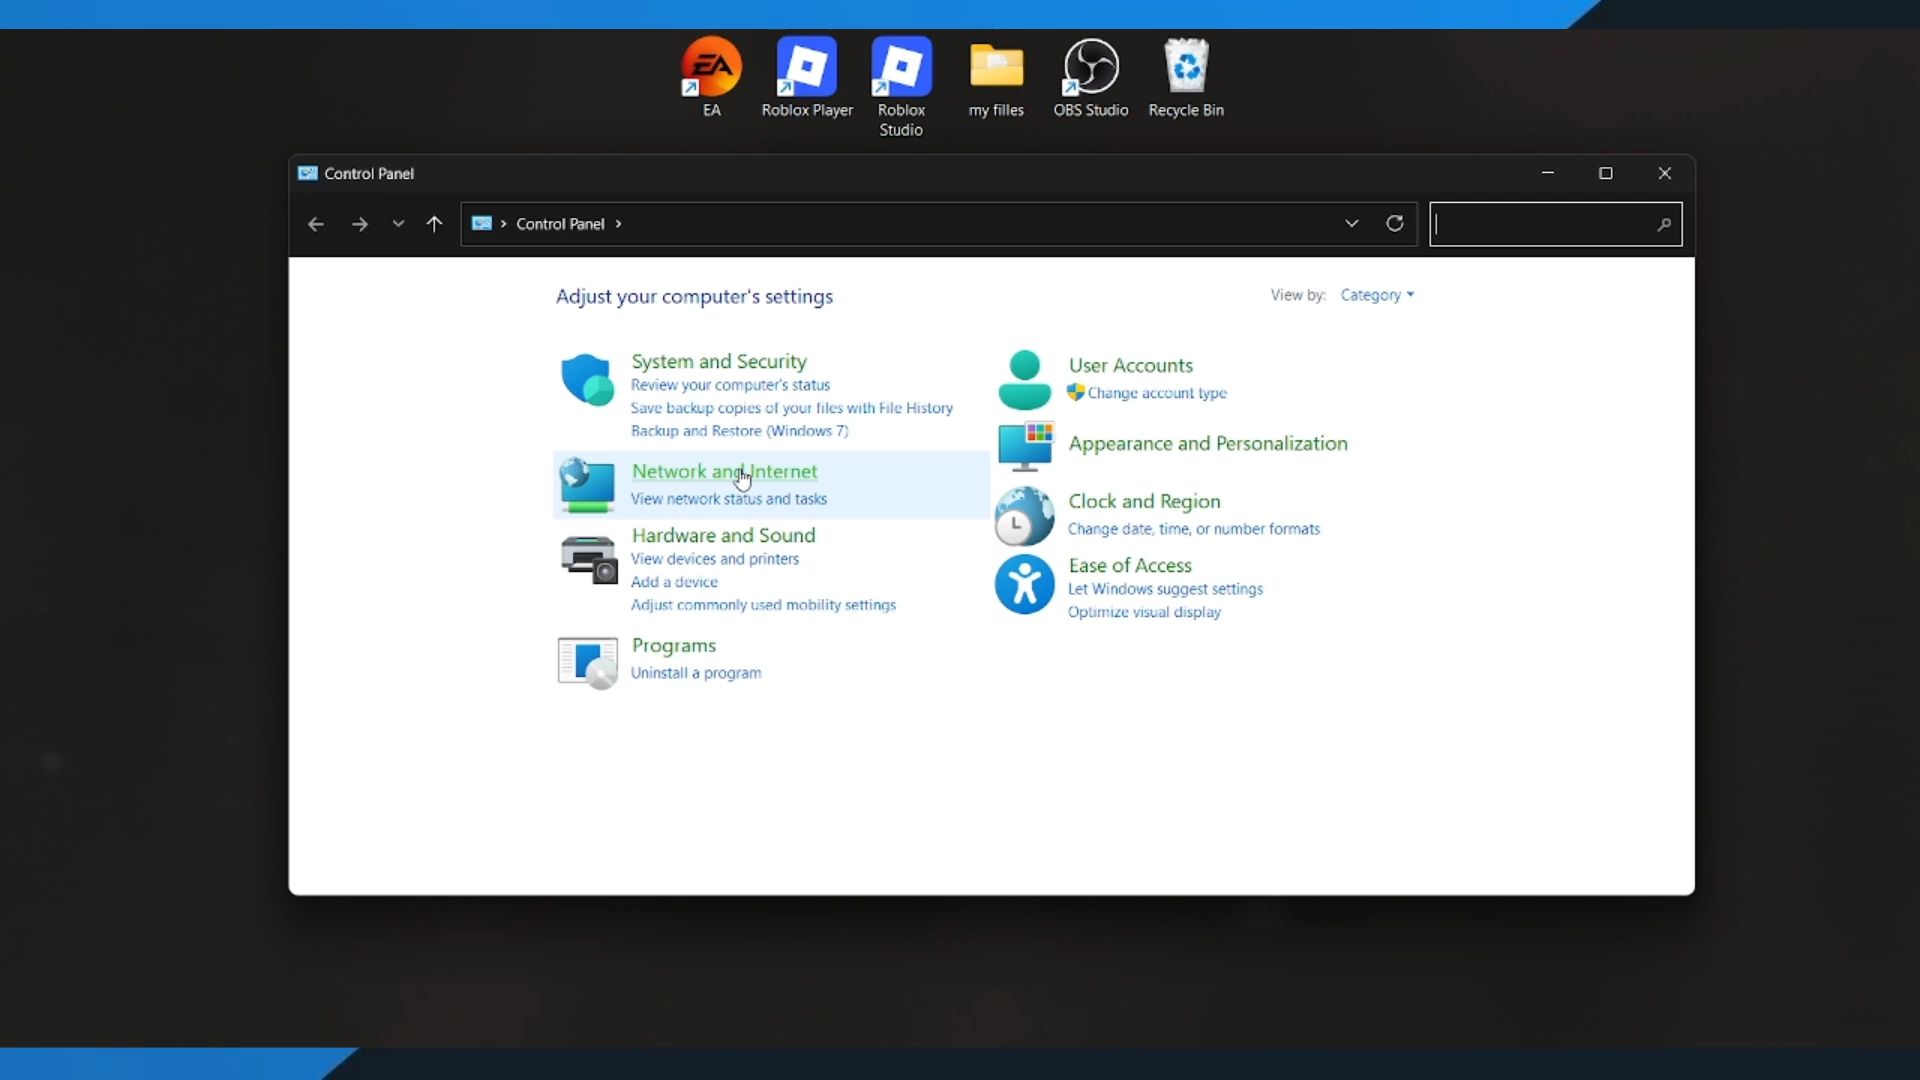 EA
EA
Roblox Player
Roblox
Studio
my filles
OBS Studio
Recycle Bin
Control Panel
Control Panel
Adjust your computer's settings
View by: Category
System and Security
Review your computer's status
Save backup copies of your files with File History
Backup and Restore (Windows 7)
Network and Internet
View network status and tasks
Hardware and Sound
View devices and printers
Add a device
Adjust commonly used mobility settings
Programs
Uninstall a program
User Accounts
Change account type
Appearance and Personalization
Clock and Region
Change date, time, or number formats
Ease of Access
Let Windows suggest settings
Optimize visual display